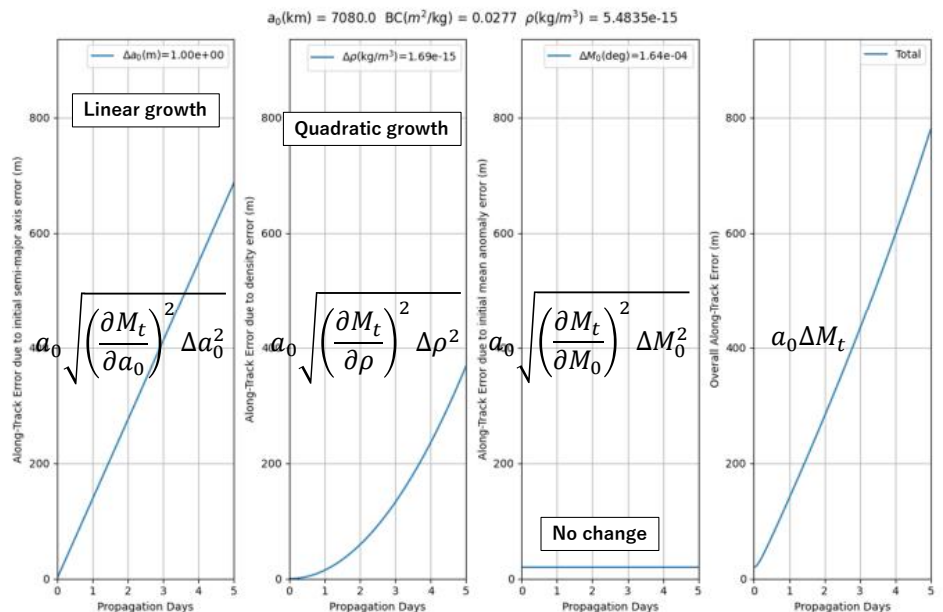 a₀(km) = 7080.0 BC(m²/kg) = 0.0277 ρ(kg/m³) = 5.4835e-15
Δa₀(m)=1.00e+00
Linear growth
Along-Track Error due to initial semi-major axis error (m)
800
600
400
200
0
a₀ √((∂M_t/∂a₀)² Δa₀²)
0 1 2 3 4 5
Propagation Days
Δρ(kg/m³)=1.69e-15
Quadratic growth
Along-Track Error due to density error (m)
800
600
400
200
0
a₀ √((∂M_t/∂ρ)² Δρ²)
0 1 2 3 4 5
Propagation Days
ΔM₀(deg)=1.64e-04
Along-Track Error due to initial mean anomaly error (m)
800
600
400
200
0
a₀ √((∂M_t/∂M₀)² ΔM₀²)
No change
0 1 2 3 4 5
Propagation Days
Total
Overall Along-Track Error (m)
800
600
400
200
0
a₀ΔM_t
0 1 2 3 4 5
Propagation Days